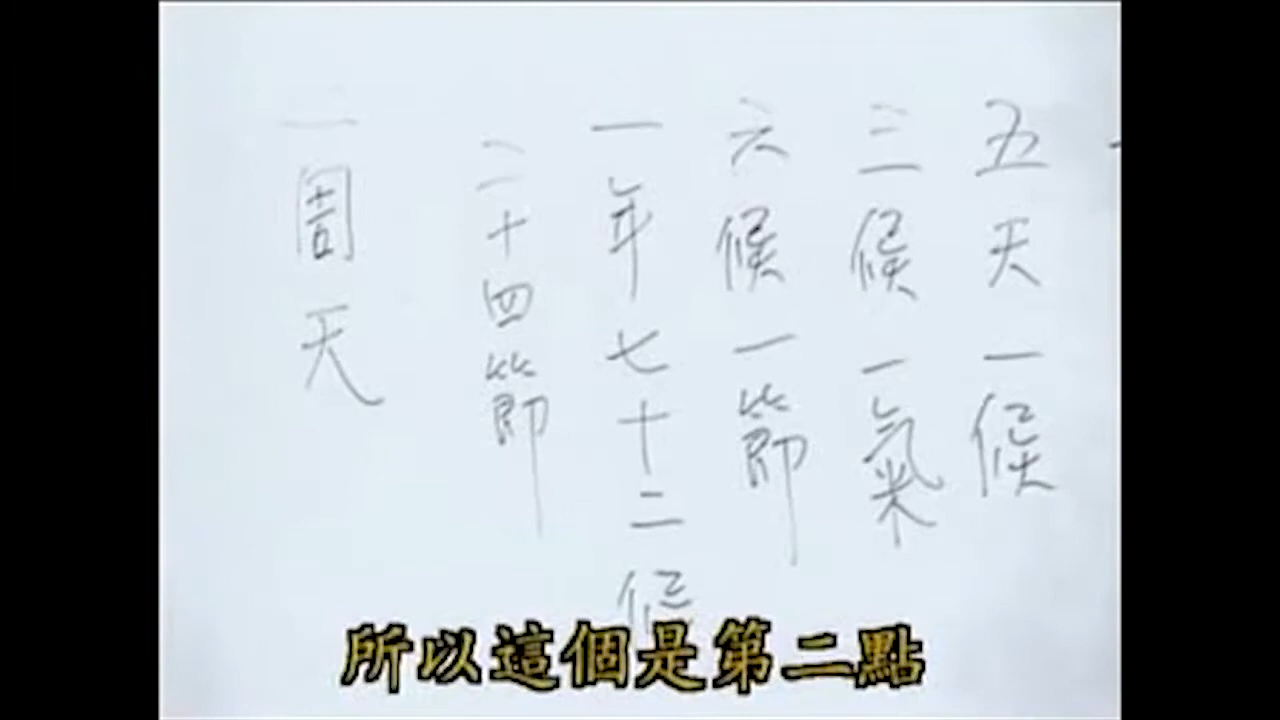 五天一候
三候一氣
六候一節
一年七十二候
二十四節
一周天
所以這個是第二點